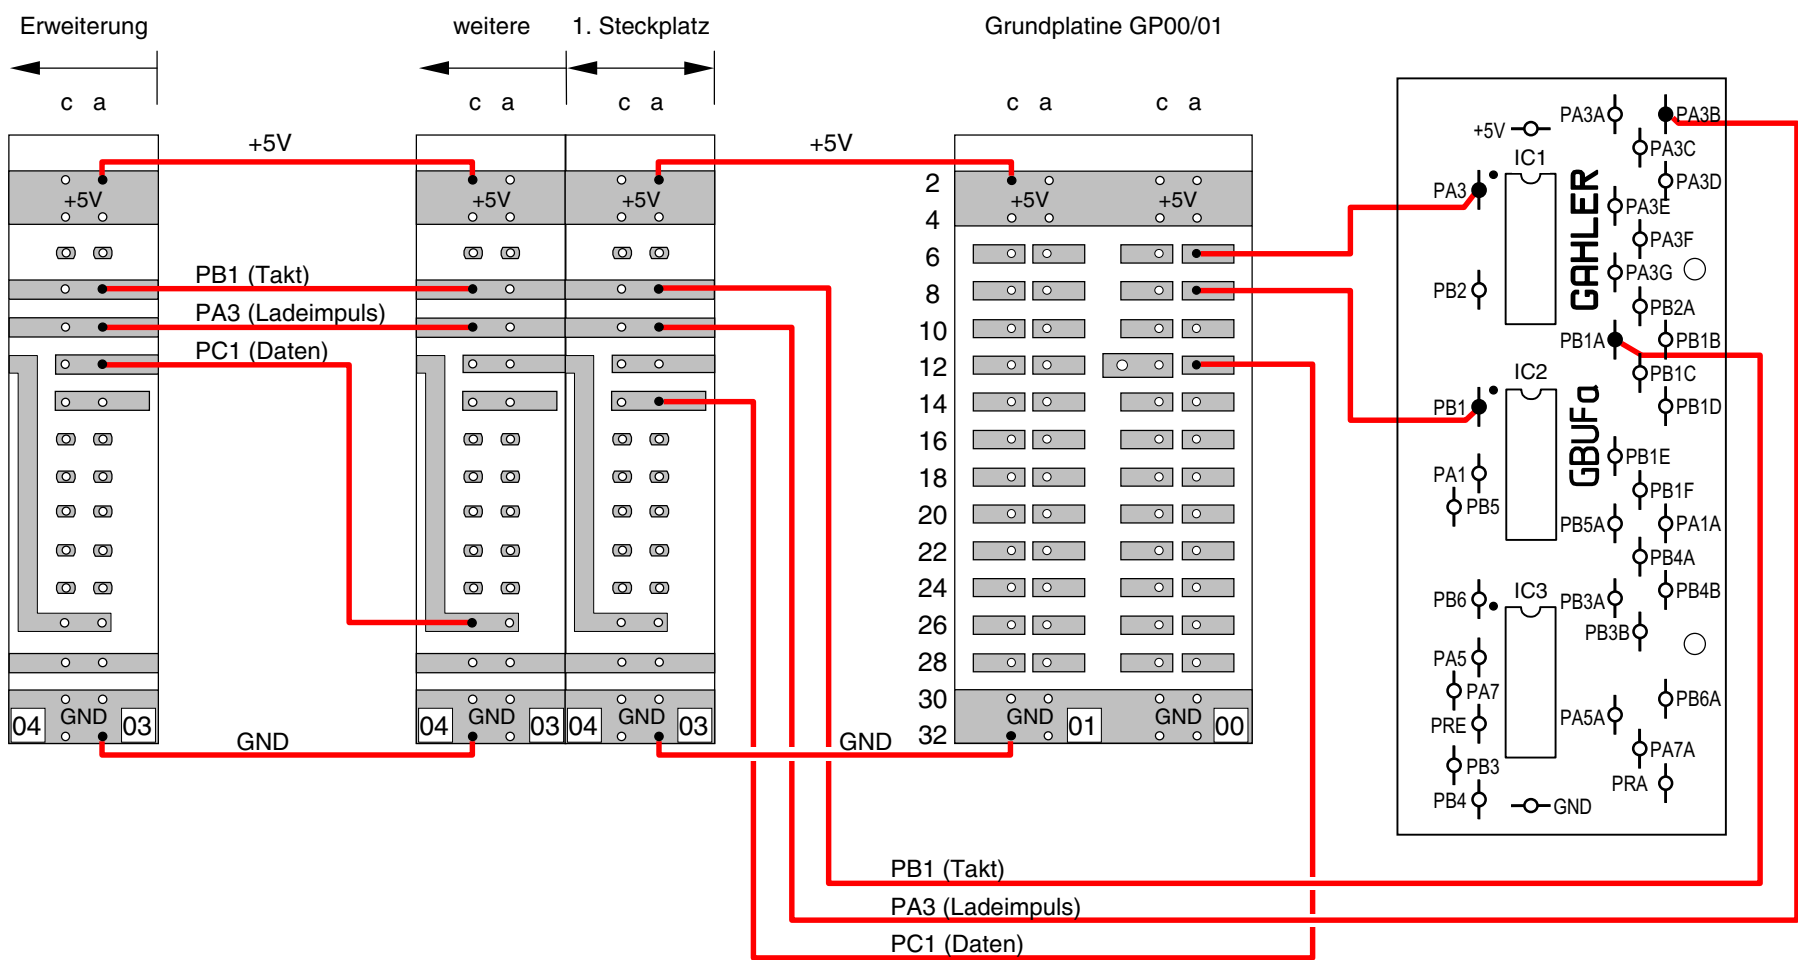 Erweiterung weitere 1. Steckplatz Grundplatine GP00/01
c a c a c a c a c a
+5V +5V
+5V +5V +5V +5V +5V
PB1 (Takt)
PA3 (Ladeimpuls)
PC1 (Daten)
2
4
6
8
10
12
14
16
18
20
22
24
26
28
30
32
GND GND GND GND GND
04 03 04 03 04 03 01 00
GND GND
PB1 (Takt)
PA3 (Ladeimpuls)
PC1 (Daten)
+5V
PA3
PB2
PB1
PA1
PB5
PB6
PA5
PA7
PRE
PB3
PB4
GND
IC1
IC2
IC3
GAHLER
GBUFa
PA3A
PA3B
PA3C
PA3D
PA3E
PA3F
PA3G
PB2A
PB1A
PB1B
PB1C
PB1D
PB1E
PB1F
PB5A
PA1A
PB4A
PB4B
PB3A
PB3B
PB6A
PA5A
PA7A
PRA